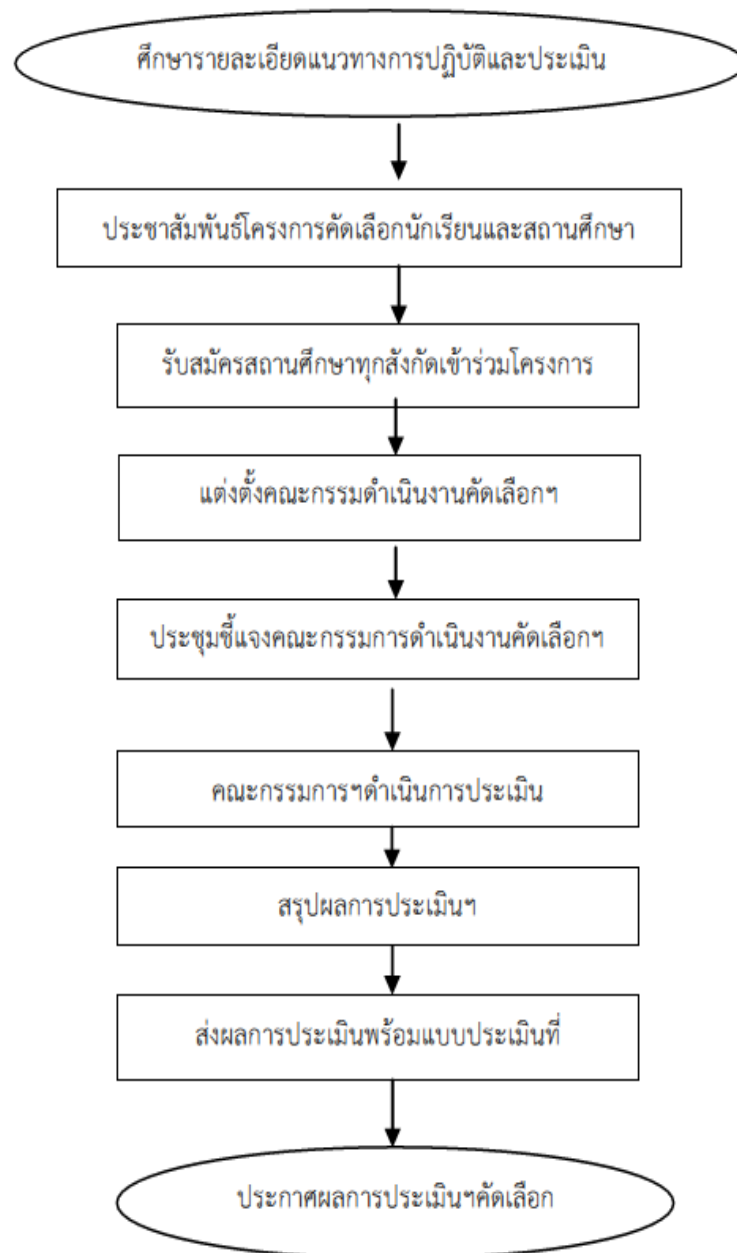 ศึกษารายละเอียดแนวทางการปฏิบัติและประเมิน
ประชาสัมพันธ์โครงการคัดเลือกนักเรียนและสถานศึกษา
รับสมัครสถานศึกษาทุกสังกัดเข้าร่วมโครงการ
แต่งตั้งคณะกรรมดำเนินงานคัดเลือกฯ
ประชุมชี้แจงคณะกรรมการดำเนินงานคัดเลือกฯ
คณะกรรมการฯดำเนินการประเมิน
สรุปผลการประเมินฯ
ส่งผลการประเมินพร้อมแบบประเมินที่
ประกาศผลการประเมินฯคัดเลือก